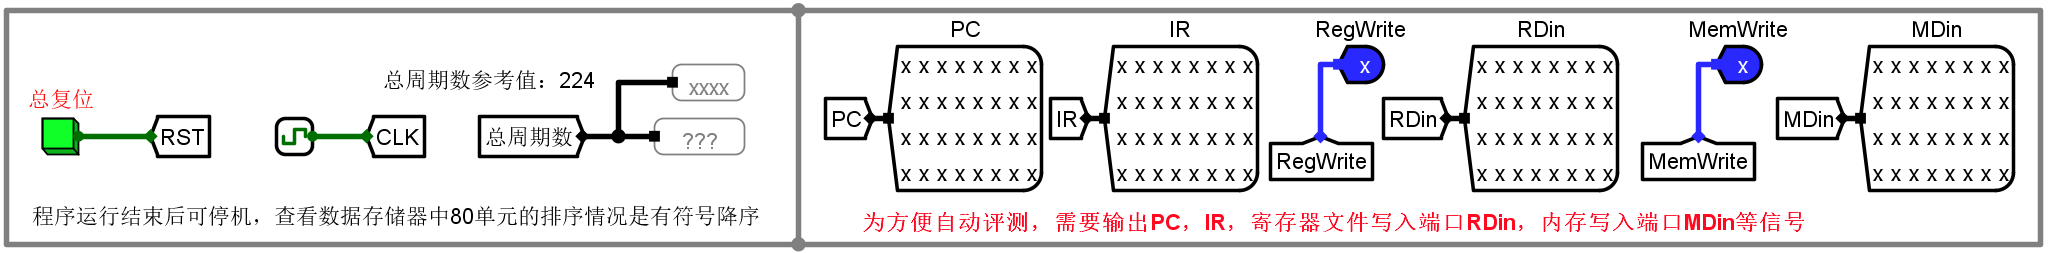 总复位
RST
CLK
总周期数参考值：224
总周期数
xxxx
???
程序运行结束后可停机，查看数据存储器中80单元的排序情况是有符号降序
PC
PC
x x x x x x x x
x x x x x x x x
x x x x x x x x
x x x x x x x x
IR
IR
x x x x x x x x
x x x x x x x x
x x x x x x x x
x x x x x x x x
RegWrite
x
RegWrite
RDin
RDin
x x x x x x x x
x x x x x x x x
x x x x x x x x
x x x x x x x x
MemWrite
x
MemWrite
MDin
MDin
x x x x x x x x
x x x x x x x x
x x x x x x x x
x x x x x x x x
为方便自动评测，需要输出PC，IR，寄存器文件写入端口RDin，内存写入端口MDin等信号